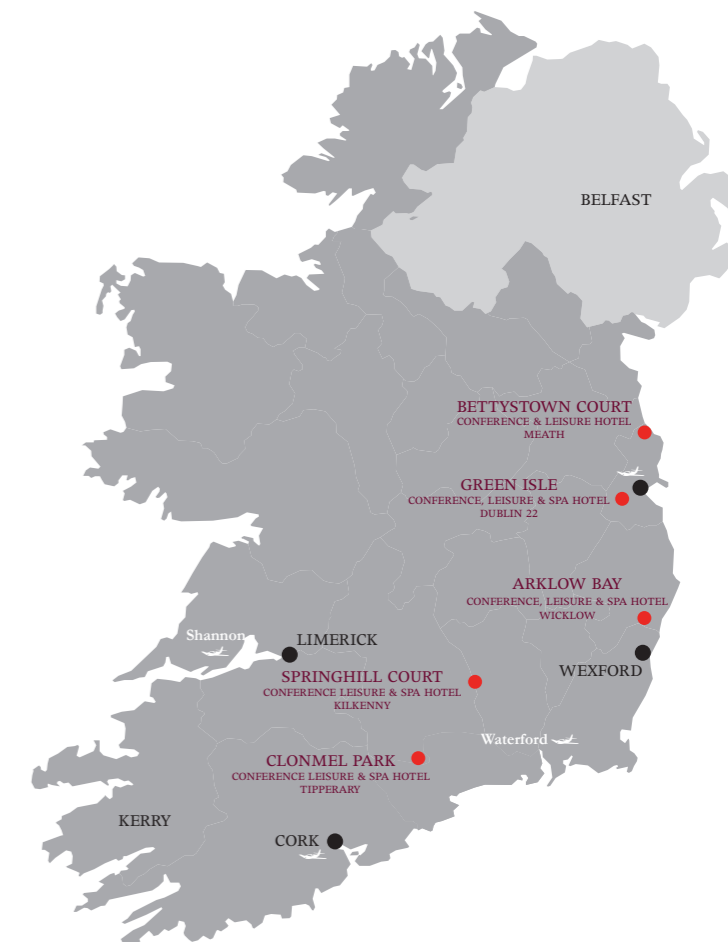 BELFAST
BETTYSTOWN COURT
CONFERENCE & LEISURE HOTEL
MEATH
GREEN ISLE
CONFERENCE, LEISURE & SPA HOTEL
DUBLIN 22
ARKLOW BAY
CONFERENCE, LEISURE & SPA HOTEL
WICKLOW
Shannon
LIMERICK
WEXFORD
SPRINGHILL COURT
CONFERENCE LEISURE & SPA HOTEL
KILKENNY
Waterford
CLONMEL PARK
CONFERENCE LEISURE & SPA HOTEL
TIPPERARY
KERRY
CORK